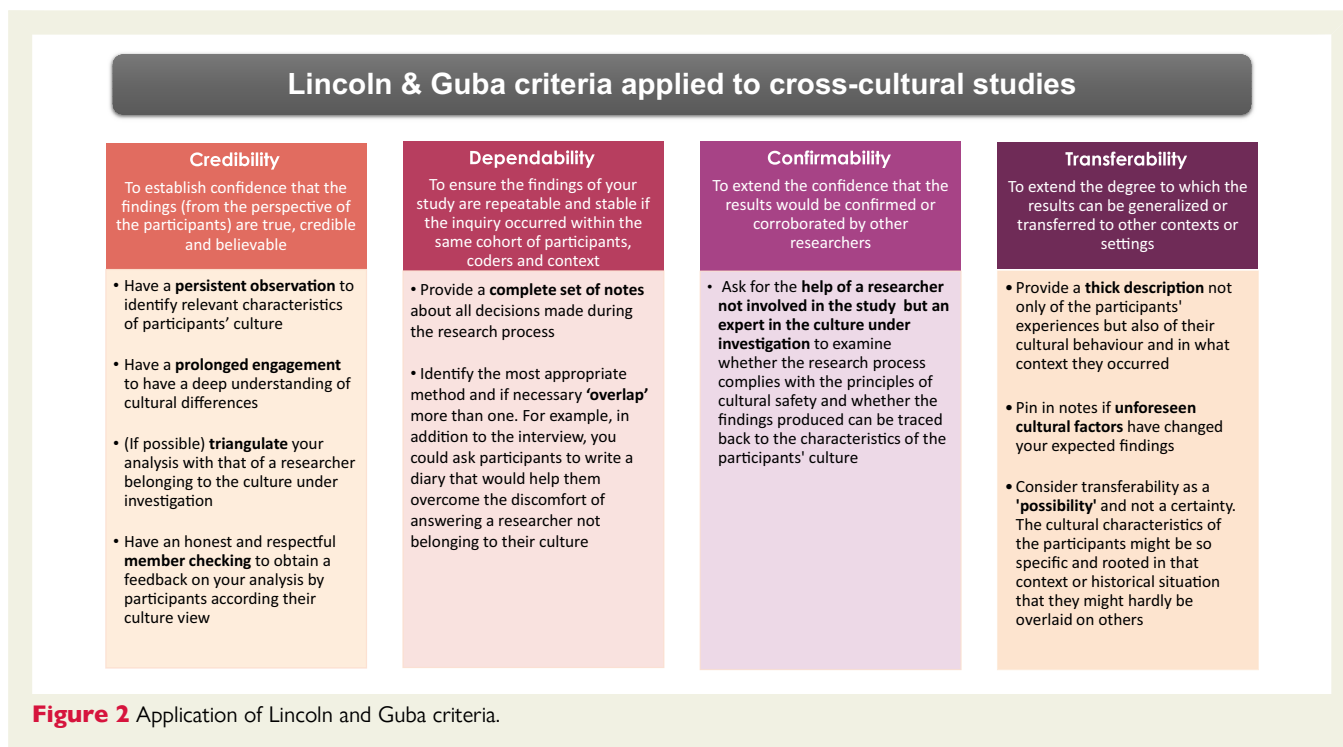 Lincoln & Guba criteria applied to cross-cultural studies
Credibility
To establish confidence that the
findings (from the perspective of
the participants) are true, credible
and believable
• Have a persistent observation to
identify relevant characteristics
of participants’ culture
• Have a prolonged engagement
to have a deep understanding of
cultural differences
• (If possible) triangulate your
analysis with that of a researcher
belonging to the culture under
investigation
• Have an honest and respectful
member checking to obtain a
feedback on your analysis by
participants according their
culture view
Dependability
To ensure the findings of your
study are repeatable and stable if
the inquiry occurred within the
same cohort of participants,
coders and context
• Provide a complete set of notes
about all decisions made during
the research process
• Identify the most appropriate
method and if necessary ‘overlap’
more than one. For example, in
addition to the interview, you
could ask participants to write a
diary that would help them
overcome the discomfort of
answering a researcher not
belonging to their culture
Confirmability
To extend the confidence that the
results would be confirmed or
corroborated by other
researchers
• Ask for the help of a researcher
not involved in the study but an
expert in the culture under
investigation to examine
whether the research process
complies with the principles of
cultural safety and whether the
findings produced can be traced
back to the characteristics of the
participants' culture
Transferability
To extend the degree to which the
results can be generalized or
transferred to other contexts or
settings
• Provide a thick description not
only of the participants'
experiences but also of their
cultural behaviour and in what
context they occurred
• Pin in notes if unforeseen
cultural factors have changed
your expected findings
• Consider transferability as a
'possibility' and not a certainty.
The cultural characteristics of
the participants might be so
specific and rooted in that
context or historical situation
that they might hardly be
overlaid on others
Figure 2 Application of Lincoln and Guba criteria.